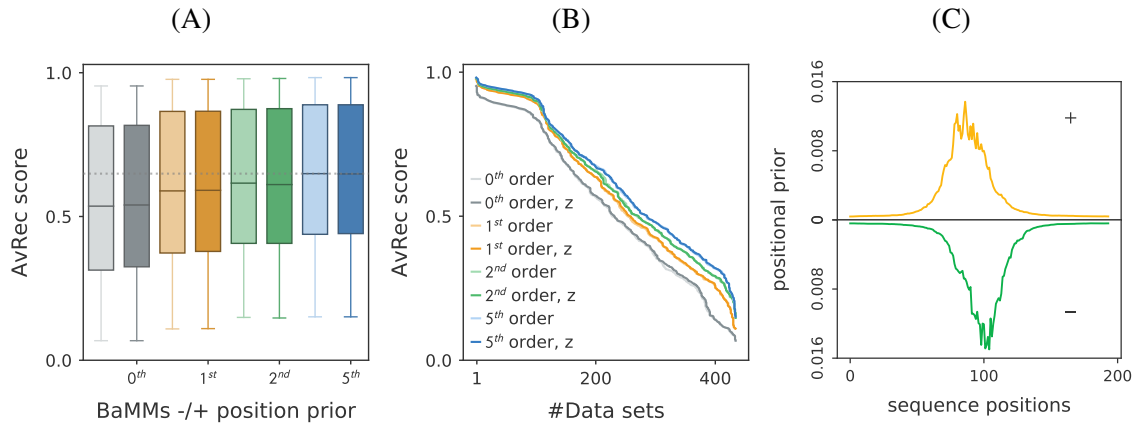 (A)
AvRec score
1.0
0.5
0.0
0th 1st 2nd 5th
BaMMs -/+ position prior
(B)
AvRec score
1.0
0.5
0.0
0th order
0th order, z
1st order
1st order, z
2nd order
2nd order, z
5th order
5th order, z
1 200 400
#Data sets
(C)
positional prior
0.016
0.008
0
0.008
0.016
+
−
0 100 200
sequence positions